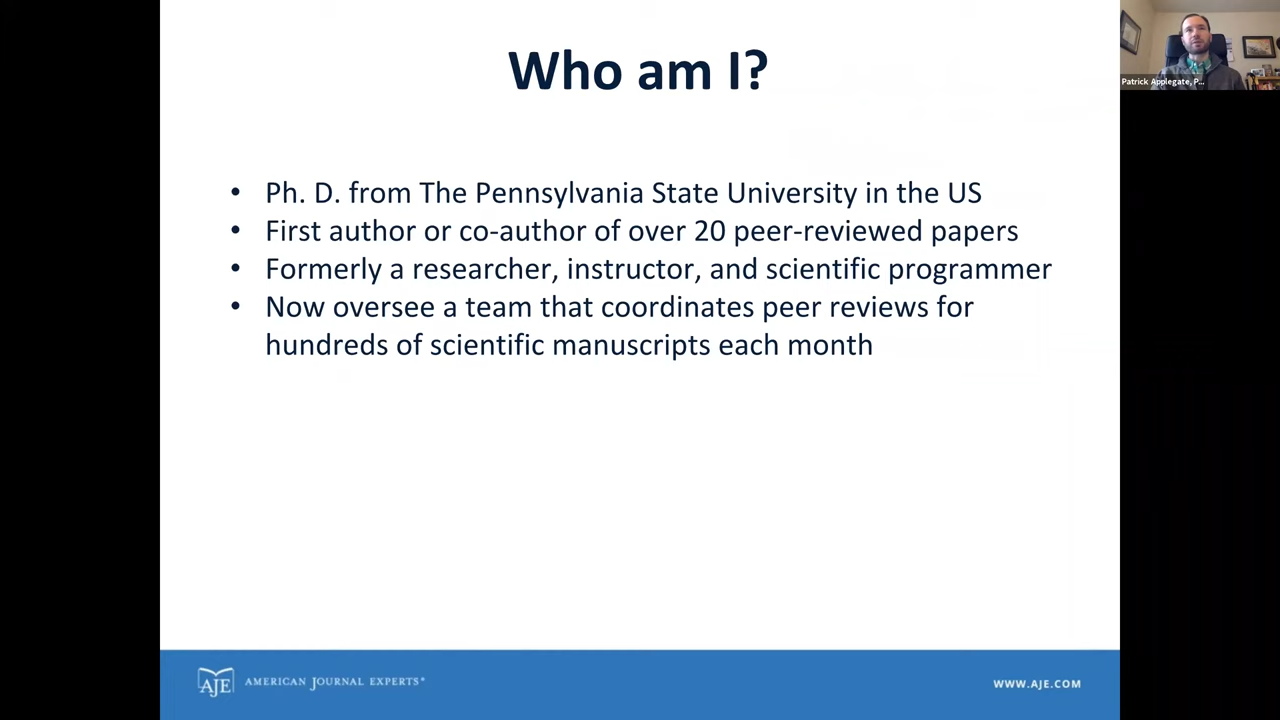 Who am I?
Patrick Applegate, P...
• Ph. D. from The Pennsylvania State University in the US
• First author or co-author of over 20 peer-reviewed papers
• Formerly a researcher, instructor, and scientific programmer
• Now oversee a team that coordinates peer reviews for
hundreds of scientific manuscripts each month
AJE
AMERICAN JOURNAL EXPERTS®
WWW.AJE.COM